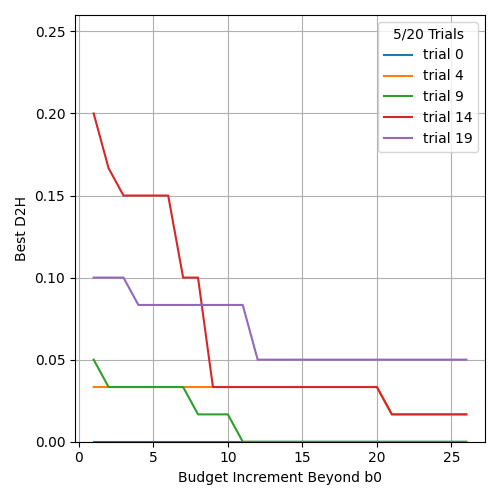 0.25
0.20
0.15
0.10
0.05
0.00
Best D2H
5/20 Trials
trial 0
trial 4
trial 9
trial 14
trial 19
0 5 10 15 20 25
Budget Increment Beyond b0